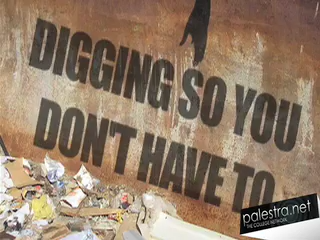 DIGGING SO YOU
DON'T HAVE TO
palestra.net
THE COLLEGE NETWORK